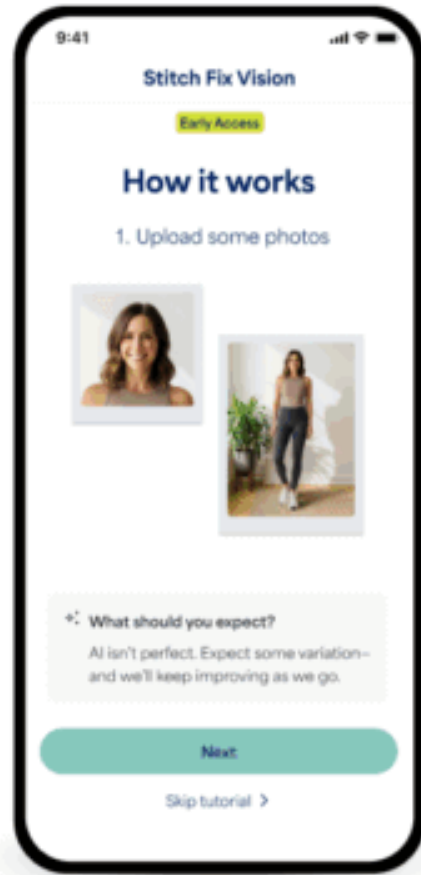 9:41
Stitch Fix Vision
Early Access
How it works
1. Upload some photos
What should you expect?
AI isn't perfect. Expect some variation–
and we'll keep improving as we go.
Next
Skip tutorial >